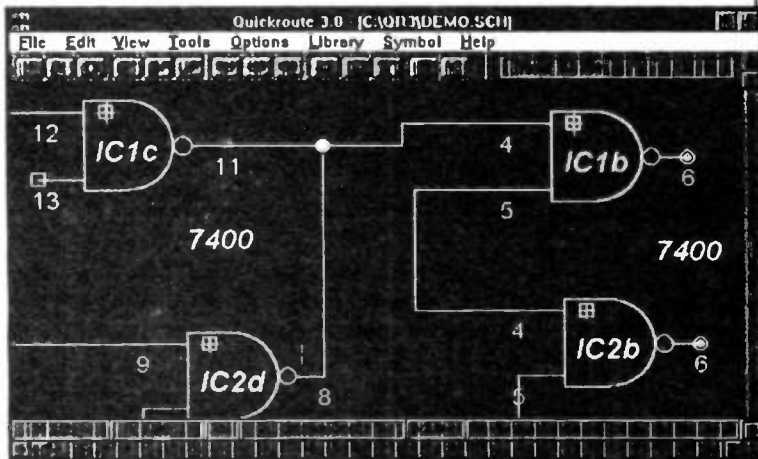 Quickroute 3.0 - [C:\QR3\DEMO.SCH]
File Edit View Tools Options Library Symbol Help
12
IC1c
11
4
IC1b
6
13
5
7400
7400
4
IC2b
6
9
IC2d
8
5